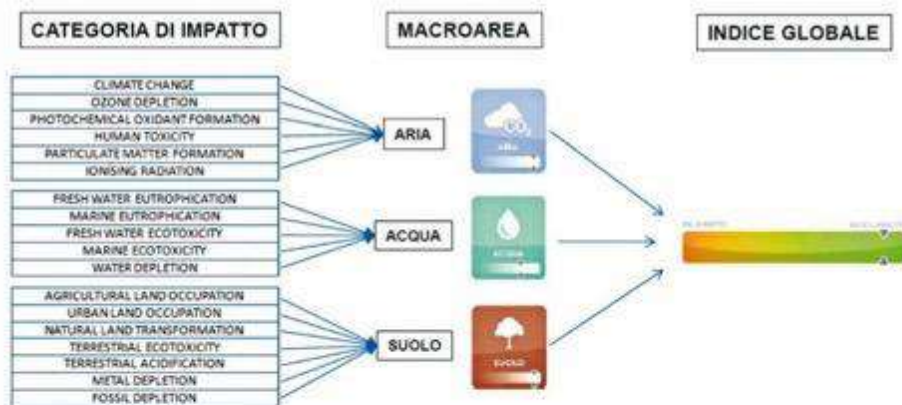 CATEGORIA DI IMPATTO
MACROAREA
INDICE GLOBALE
CLIMATE CHANGE
OZONE DEPLETION
PHOTOCHEMICAL OXIDANT FORMATION
HUMAN TOXICITY
PARTICULATE MATTER FORMATION
IONISING RADIATION
ARIA
FRESH WATER EUTROPHICATION
MARINE EUTROPHICATION
FRESH WATER ECOTOXICITY
MARINE ECOTOXICITY
WATER DEPLETION
ACQUA
ACQUA
AGRICULTURAL LAND OCCUPATION
URBAN LAND OCCUPATION
NATURAL LAND TRANSFORMATION
TERRESTRIAL ECOTOXICITY
TERRESTRIAL ACIDIFICATION
METAL DEPLETION
FOSSIL DEPLETION
SUOLO
SUOLO